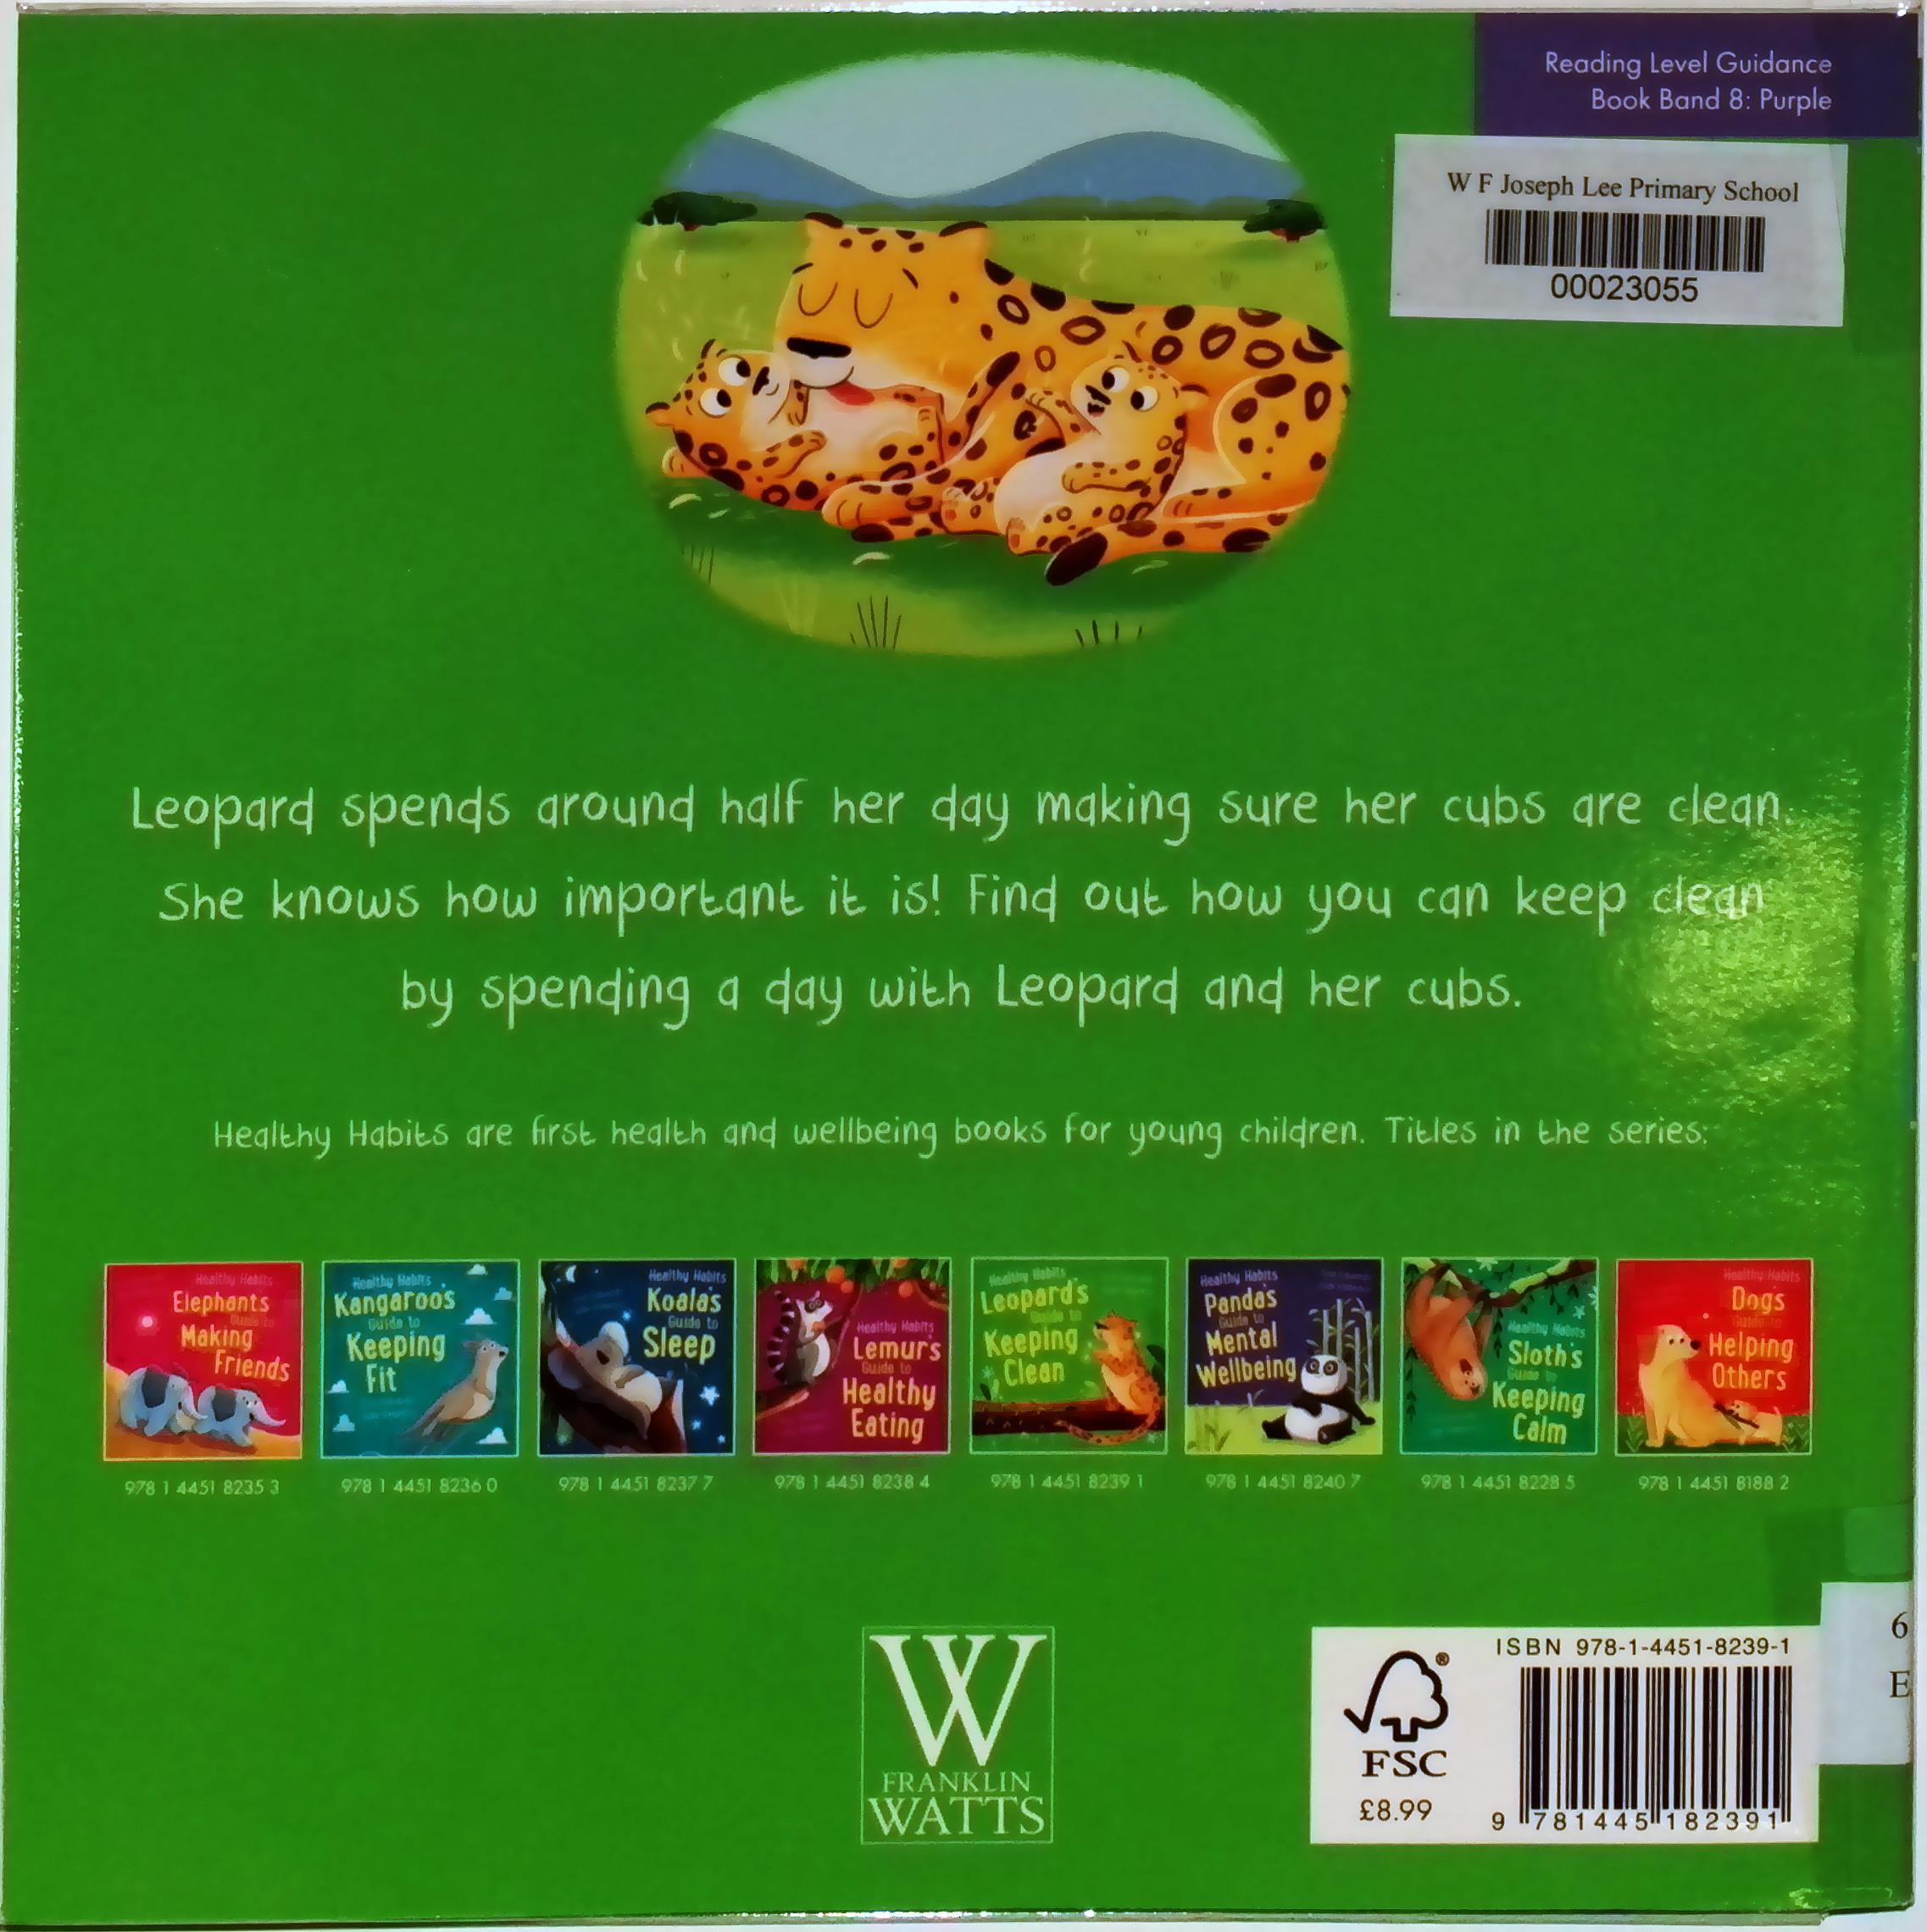 Reading Level Guidance
Book Band 8: Purple
W F Joseph Lee Primary School
00023055
Leopard spends around half her day making sure her cubs are clean.
She knows how important it is! Find out how you can keep clean
by spending a day with Leopard and her cubs.
Healthy Habits are first health and wellbeing books for young children. Titles in the series:
Healthy Habits
Elephants
Guide to
Making
Friends
978 1 4451 8235 3
Healthy Habits
Kangaroo's
Guide to
Keeping
Fit
978 1 4451 8236 0
Healthy Habits
Koala's
Guide to
Sleep
978 1 4451 8237 7
Healthy Habits
Lemur's
Guide to
Healthy
Eating
978 1 4451 8238 4
Healthy Habits
Leopard's
Guide to
Keeping
Clean
978 1 4451 8239 1
Healthy Habits
Panda's
Guide to
Mental
Wellbeing
978 1 4451 8240 7
Healthy Habits
Sloth's
Guide to
Keeping
Calm
978 1 4451 8228 5
Healthy Habits
Dogs
Guide to
Helping
Others
978 1 4451 8188 2
6
E
W
FRANKLIN
WATTS
ISBN 978-1-4451-8239-1
FSC
£8.99
9 781445 182391